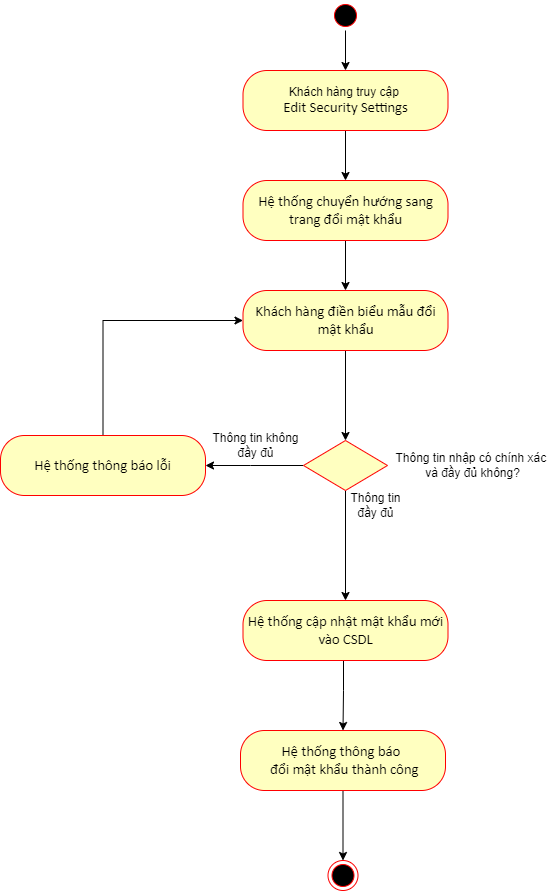 Khách hàng truy cập
Edit Security Settings
Hệ thống chuyển hướng sang
trang đổi mật khẩu
Khách hàng điền biểu mẫu đổi
mật khẩu
Thông tin không
đầy đủ
Hệ thống thông báo lỗi
Thông tin nhập có chính xác
và đầy đủ không?
Thông tin
đầy đủ
Hệ thống cập nhật mật khẩu mới
vào CSDL
Hệ thống thông báo
đổi mật khẩu thành công